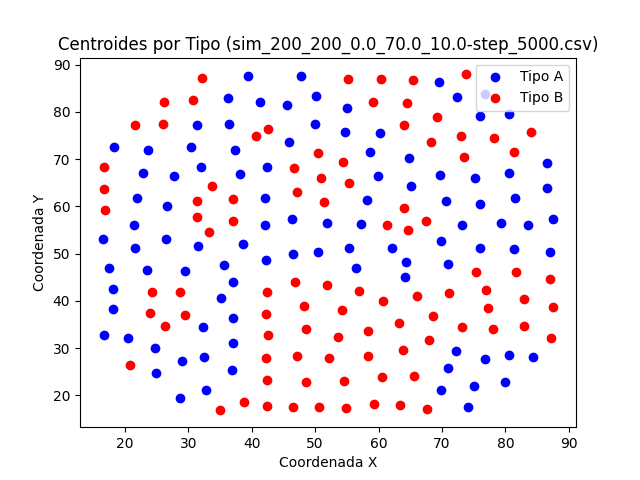 Centroides por Tipo (sim_200_200_0.0_70.0_10.0-step_5000.csv)
Tipo A
Tipo B
90
80
70
60
50
40
30
20
Coordenada Y
20 30 40 50 60 70 80 90
Coordenada X